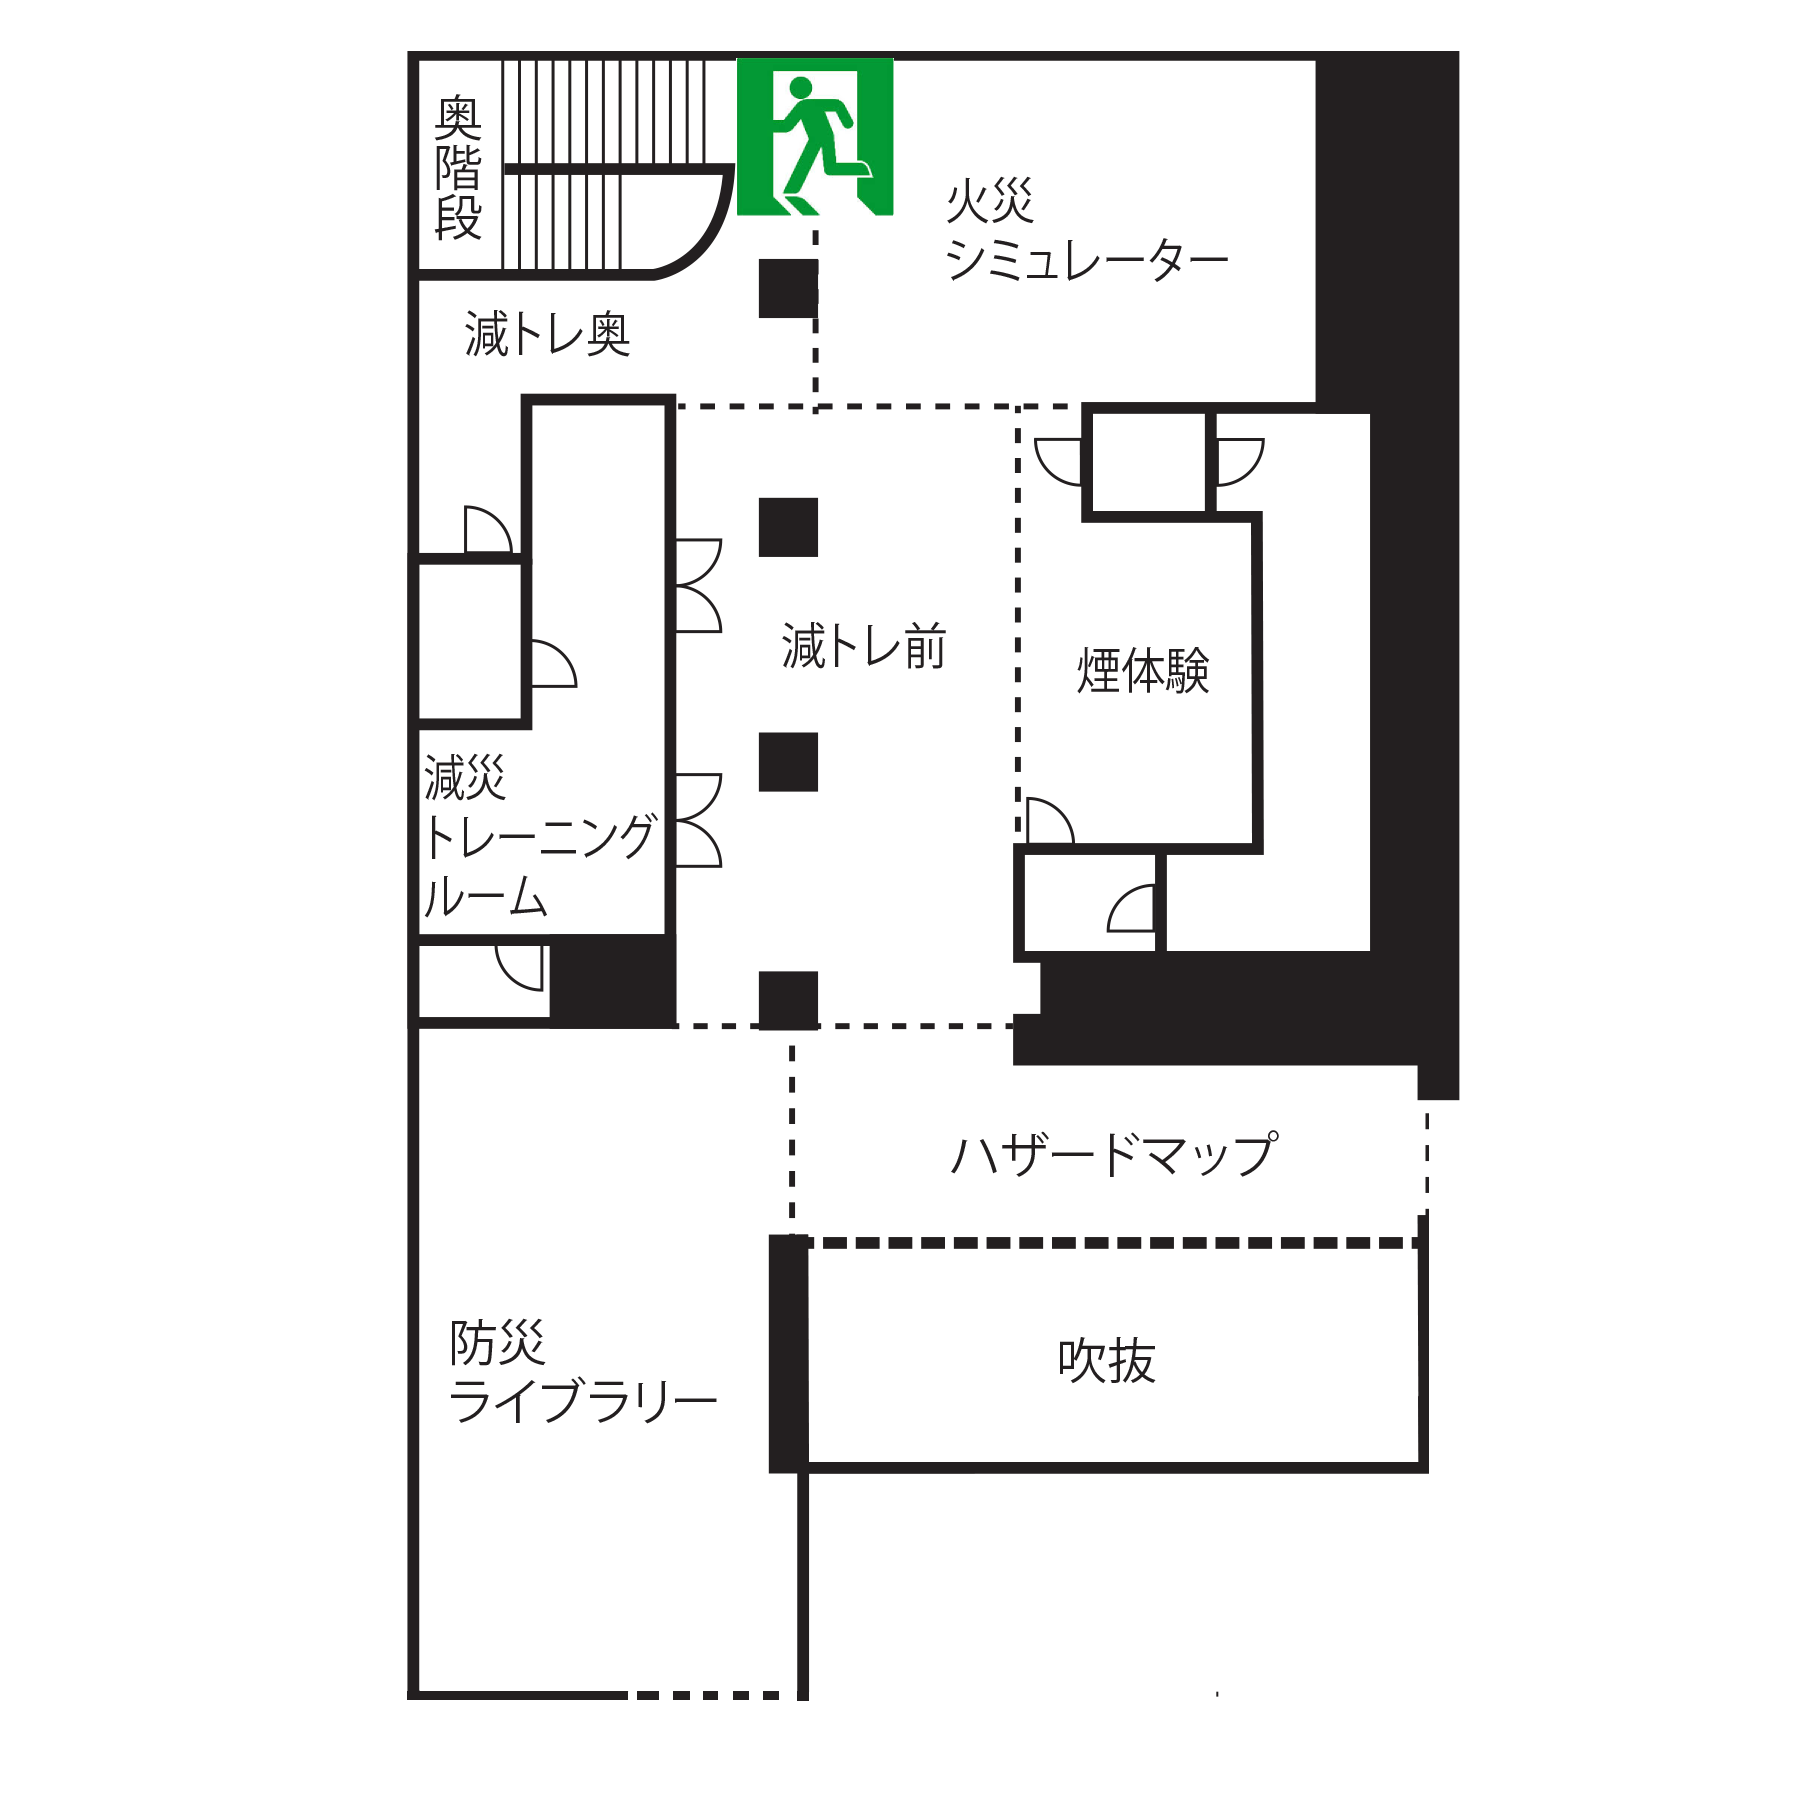 奥階段
火災
シミュレーター
減トレ奥
減トレ前
煙体験
減災
トレーニング
ルーム
ハザードマップ
防災
ライブラリー
吹抜